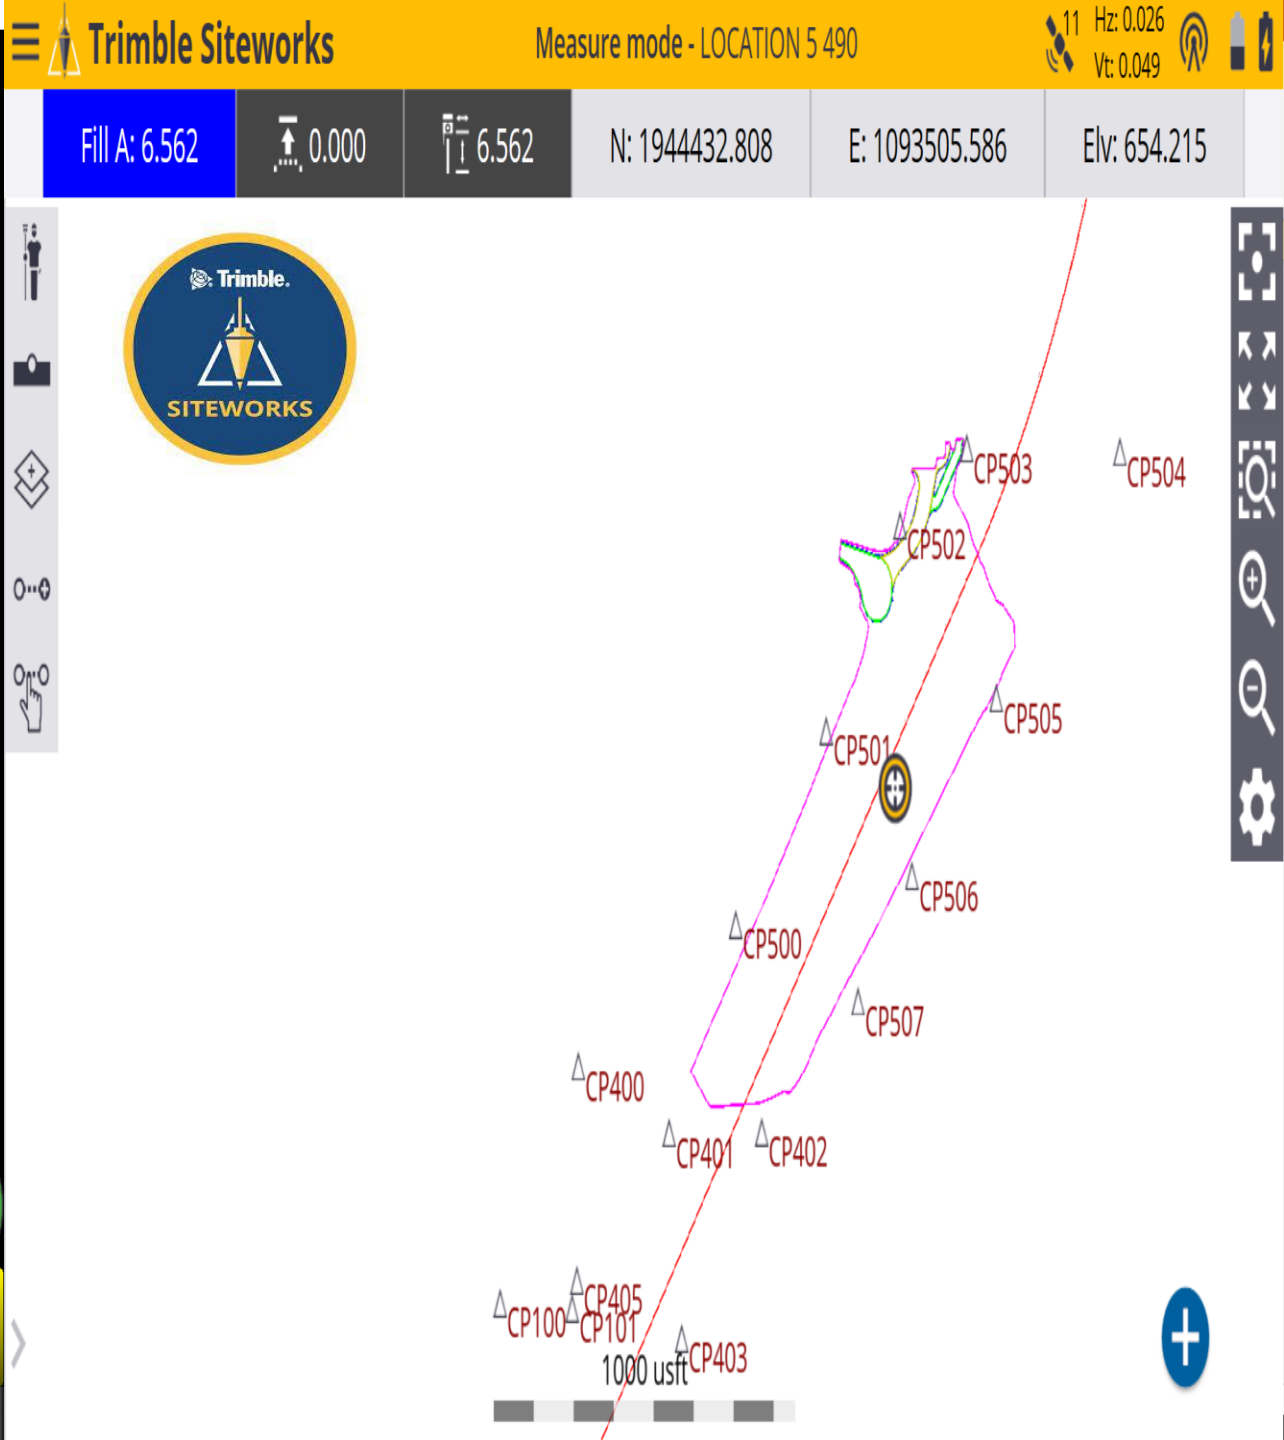 Trimble Siteworks
Measure mode - LOCATION 5 490
11
Hz: 0.026
Vt: 0.049
Fill A: 6.562
0.000
6.562
N: 1944432.808
E: 1093505.586
Elv: 654.215
Trimble.
SITEWORKS
CP503
CP504
CP502
CP505
CP501
CP506
CP500
CP507
CP400
CP401
CP402
CP405
CP100
CP101
CP403
1000 usft